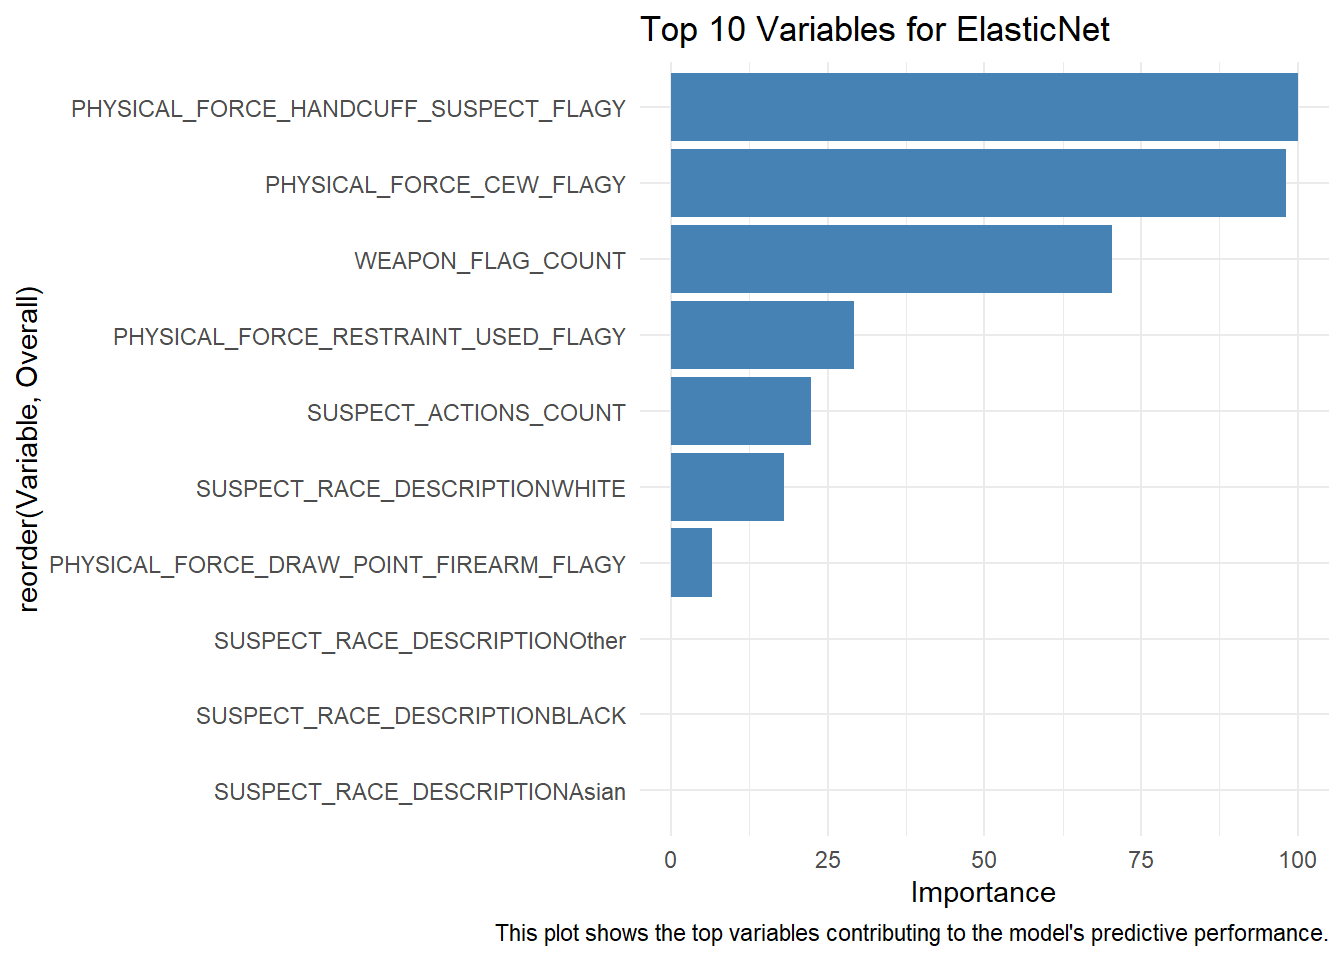 Top 10 Variables for ElasticNet
reorder(Variable, Overall)
PHYSICAL_FORCE_HANDCUFF_SUSPECT_FLAGY
PHYSICAL_FORCE_CEW_FLAGY
WEAPON_FLAG_COUNT
PHYSICAL_FORCE_RESTRAINT_USED_FLAGY
SUSPECT_ACTIONS_COUNT
SUSPECT_RACE_DESCRIPTIONWHITE
PHYSICAL_FORCE_DRAW_POINT_FIREARM_FLAGY
SUSPECT_RACE_DESCRIPTIONOther
SUSPECT_RACE_DESCRIPTIONBLACK
SUSPECT_RACE_DESCRIPTIONAsian
0 25 50 75 100
Importance
This plot shows the top variables contributing to the model's predictive performance.